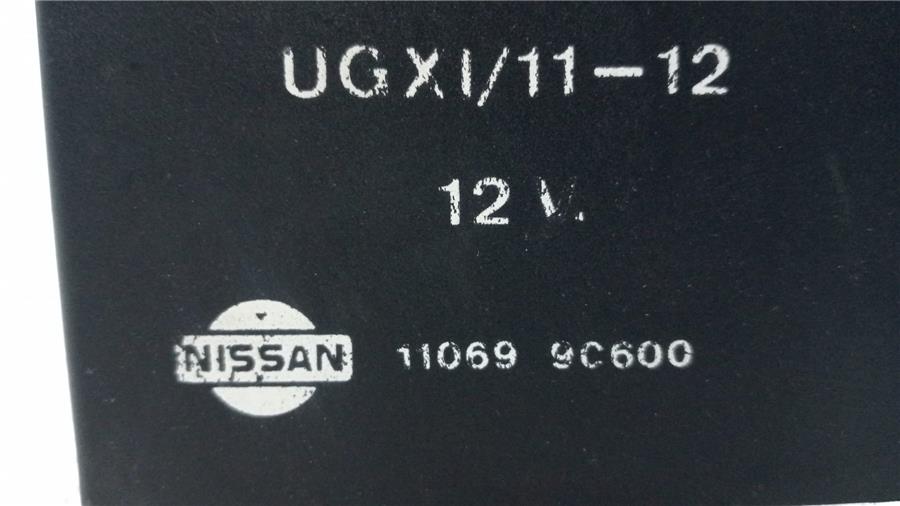 UGXI/11-12
12 V.
NISSAN 11069 9C600